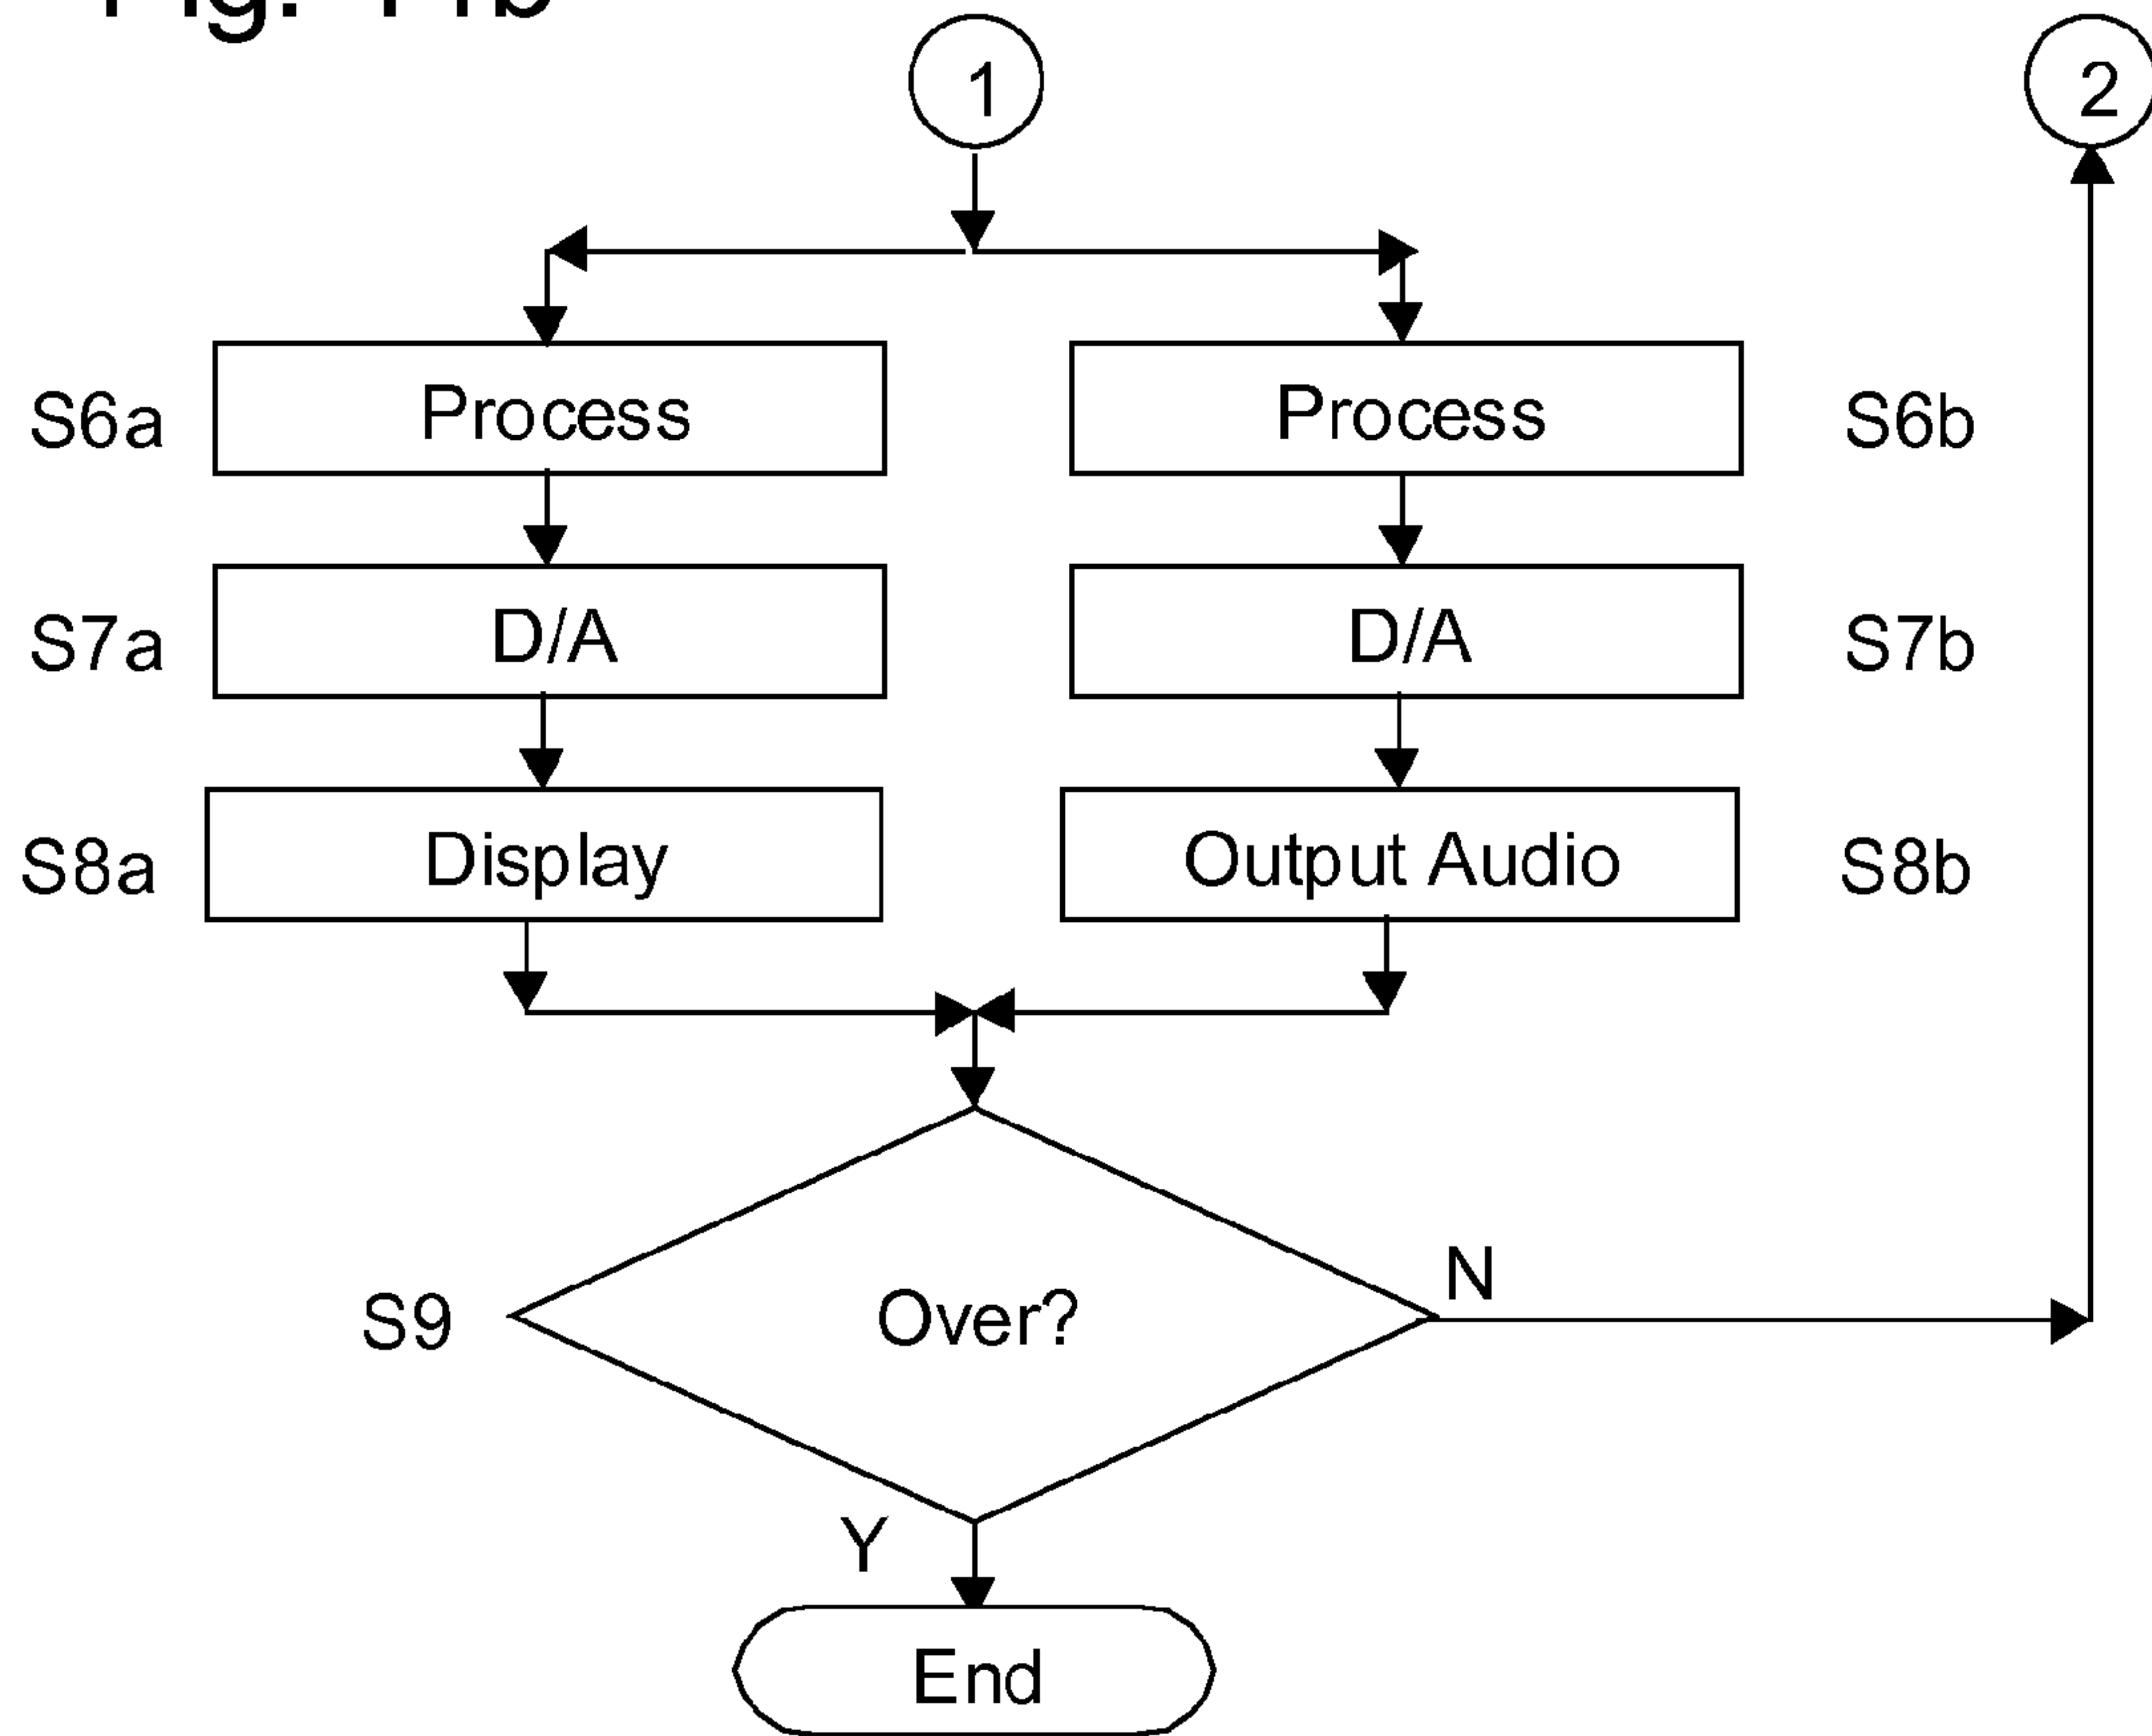 1
2
S6a
Process
Process
S6b
S7a
D/A
D/A
S7b
S8a
Display
Output Audio
S8b
S9
Over?
N
Y
End